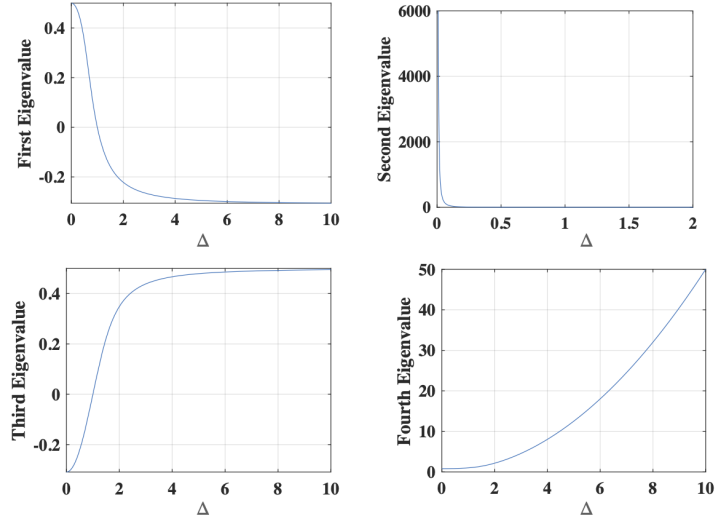 First Eigenvalue
0.4
0.2
0
-0.2
0 2 4 6 8 10
Δ
Second Eigenvalue
6000
4000
2000
0
0 0.5 1 1.5 2
Δ
Third Eigenvalue
0.4
0.2
0
-0.2
0 2 4 6 8 10
Δ
Fourth Eigenvalue
50
40
30
20
10
0
0 2 4 6 8 10
Δ